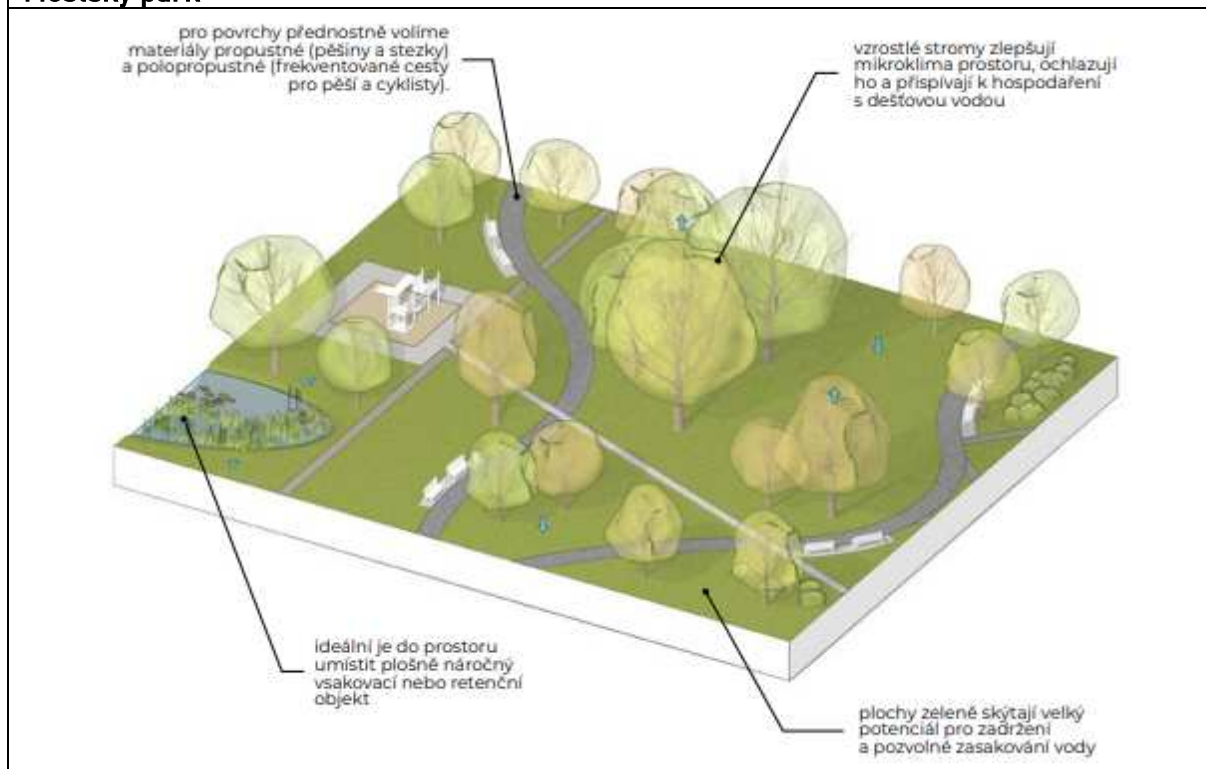 pro povrchy přednostně volíme
materiály propustné (pěšiny a stezky)
a polopropustné (frekventované cesty
pro pěší a cyklisty).
vzrostlé stromy zlepšují
mikroklima prostoru, ochlazují
ho a přispívají k hospodaření
s dešťovou vodou
ideální je do prostoru
umístit plošně náročný
vsakovací nebo retenční
objekt
plochy zeleně skýtají velký
potenciál pro zadržení
a pozvolné zasakování vody